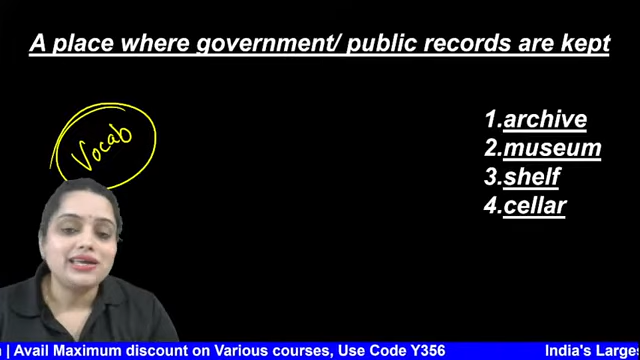 A place where government/ public records are kept
Vocab
1.archive
2.museum
3.shelf
4.cellar
| Avail Maximum discount on Various courses, Use Code Y356
India's Large